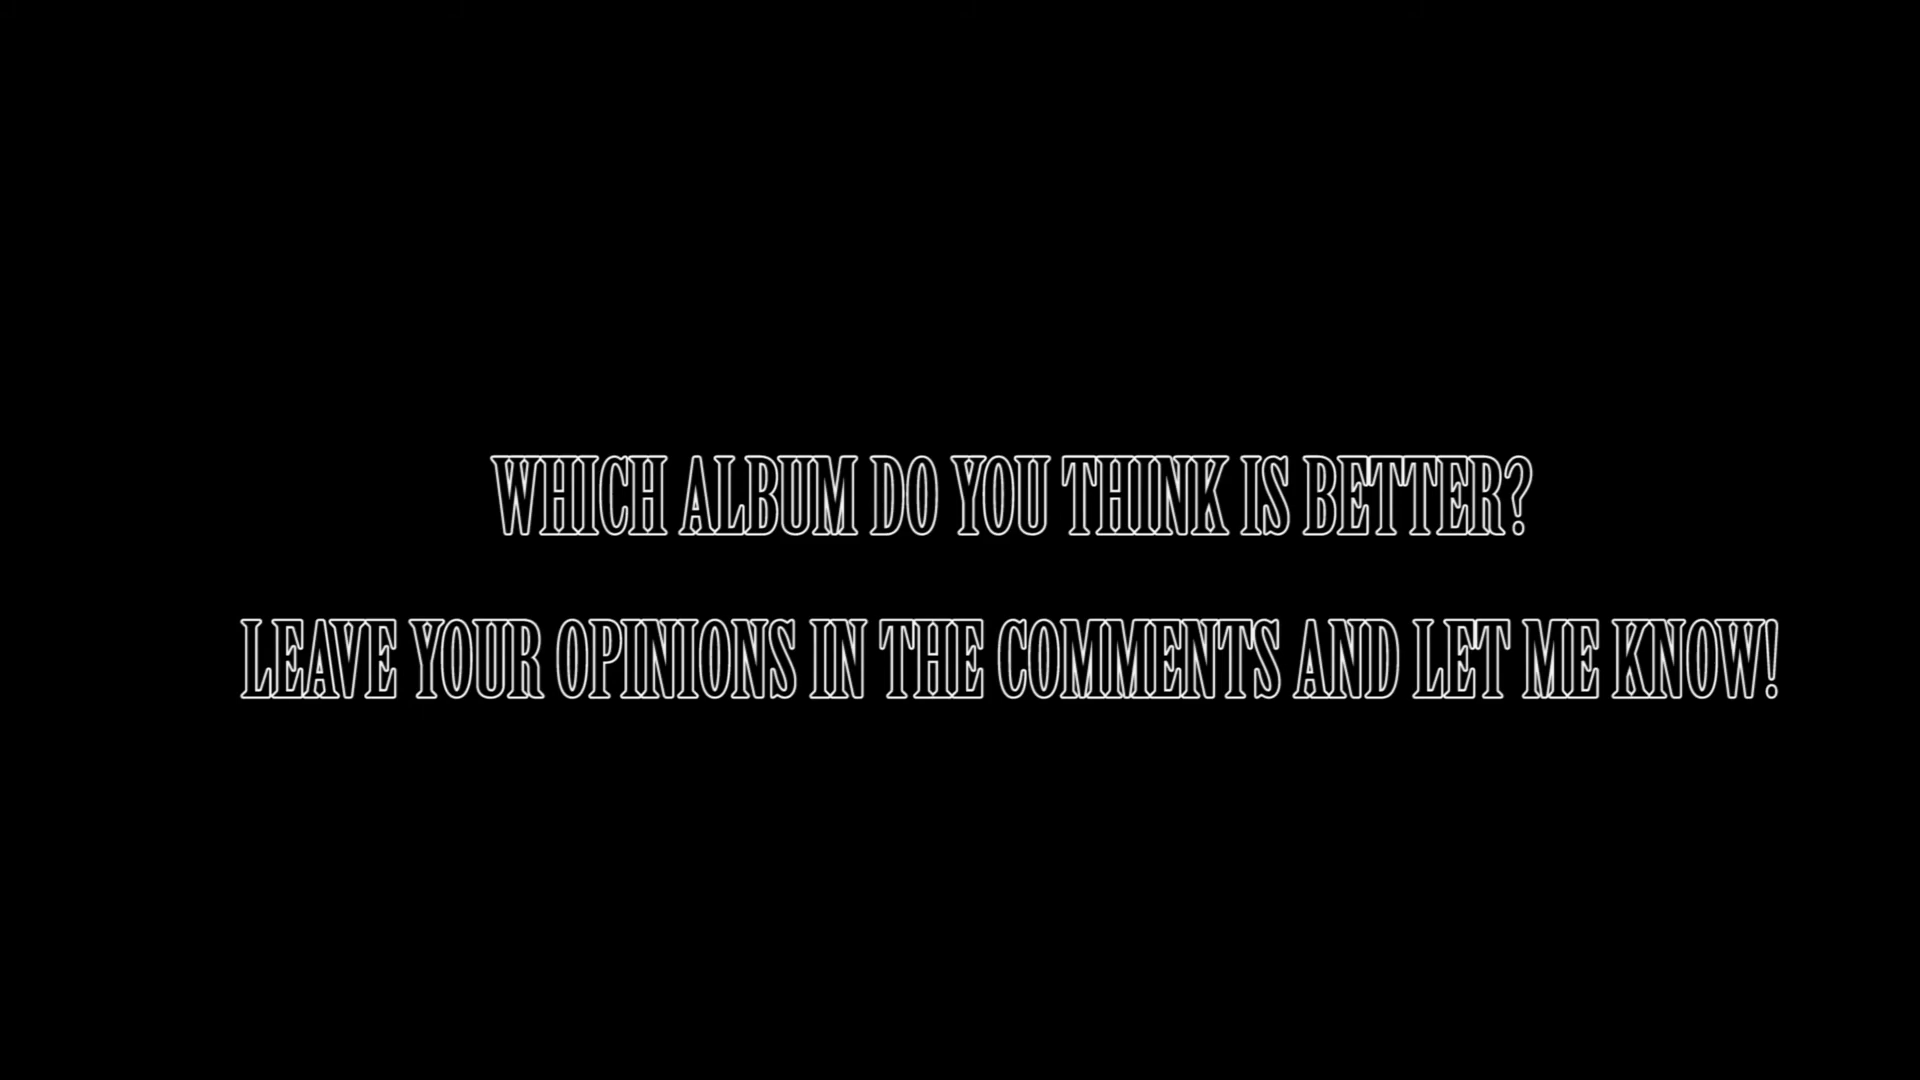 WHICH ALBUM DO YOU THINK IS BETTER?
LEAVE YOUR OPINIONS IN THE COMMENTS AND LET ME KNOW!